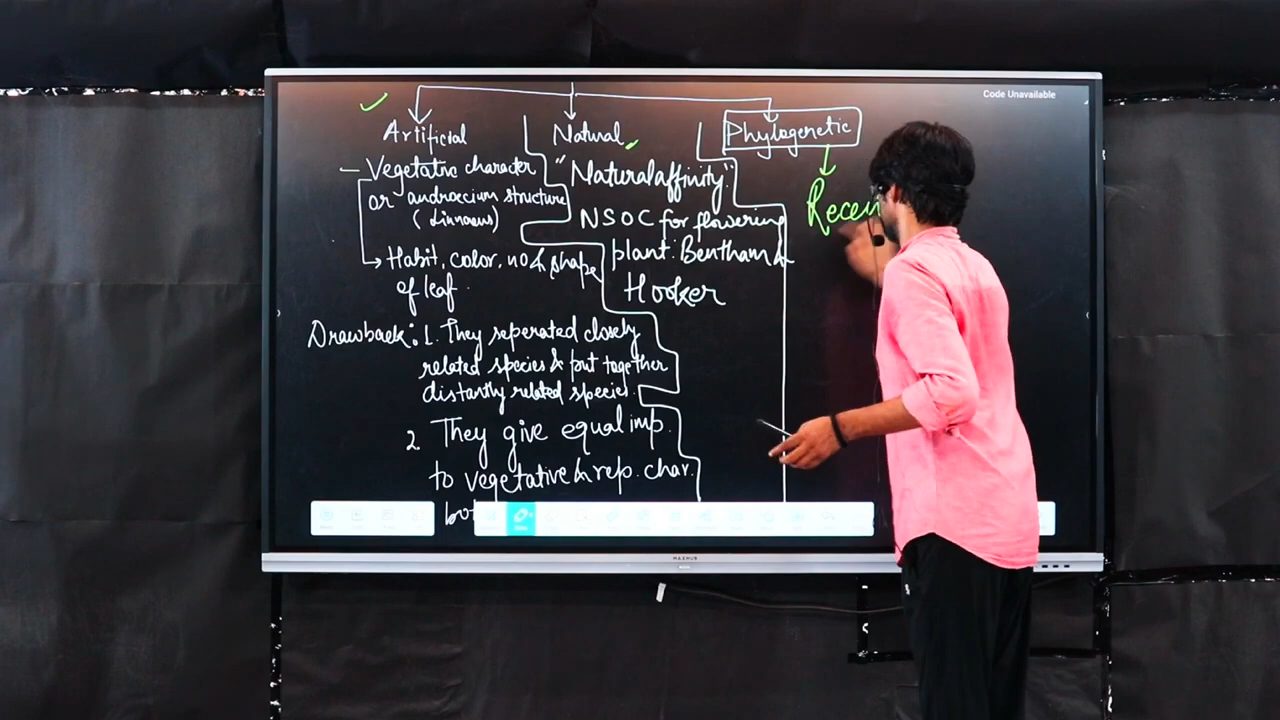 Code Unavailable
Artificial
Natural
Phylogenetic
Vegetative character
or androecium structure
(Linnaeus)
Habit, color, no & shape
of leaf.
Drawback: 1. They seperated closely
related species & put together
distantly related species.
2. They give equal imp.
to vegetative & rep. char.
"Natural affinity"
NSOC for flowering
plant: Bentham &
Hooker
Recen